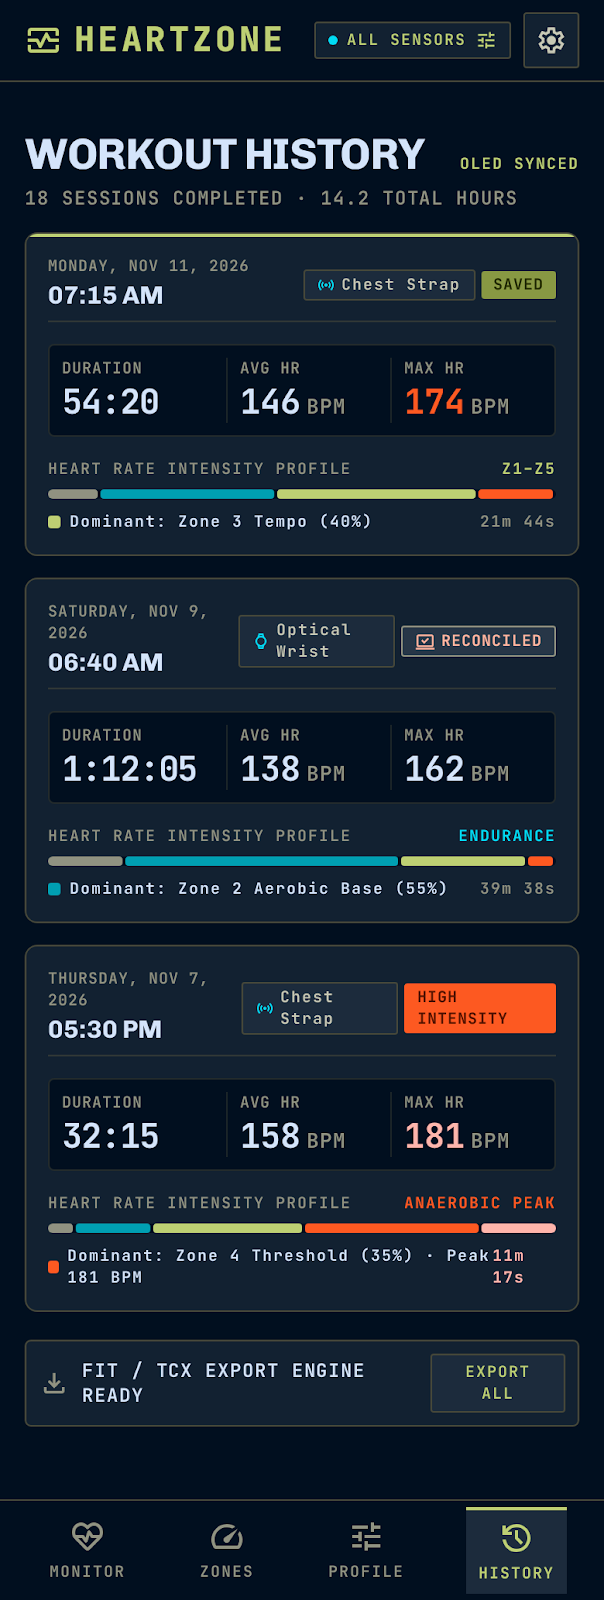 HEARTZONE
ALL SENSORS
WORKOUT HISTORY
OLED SYNCED
18 SESSIONS COMPLETED · 14.2 TOTAL HOURS
MONDAY, NOV 11, 2026
07:15 AM
Chest Strap
SAVED
DURATION
54:20
AVG HR
146 BPM
MAX HR
174 BPM
HEART RATE INTENSITY PROFILE
Z1–Z5
Dominant: Zone 3 Tempo (40%)
21m 44s
SATURDAY, NOV 9,
2026
06:40 AM
Optical
Wrist
RECONCILED
DURATION
1:12:05
AVG HR
138 BPM
MAX HR
162 BPM
HEART RATE INTENSITY PROFILE
ENDURANCE
Dominant: Zone 2 Aerobic Base (55%)
39m 38s
THURSDAY, NOV 7,
2026
05:30 PM
Chest
Strap
HIGH
INTENSITY
DURATION
32:15
AVG HR
158 BPM
MAX HR
181 BPM
HEART RATE INTENSITY PROFILE
ANAEROBIC PEAK
Dominant: Zone 4 Threshold (35%) · Peak
181 BPM
11m
17s
FIT / TCX EXPORT ENGINE
READY
EXPORT
ALL
MONITOR
ZONES
PROFILE
HISTORY